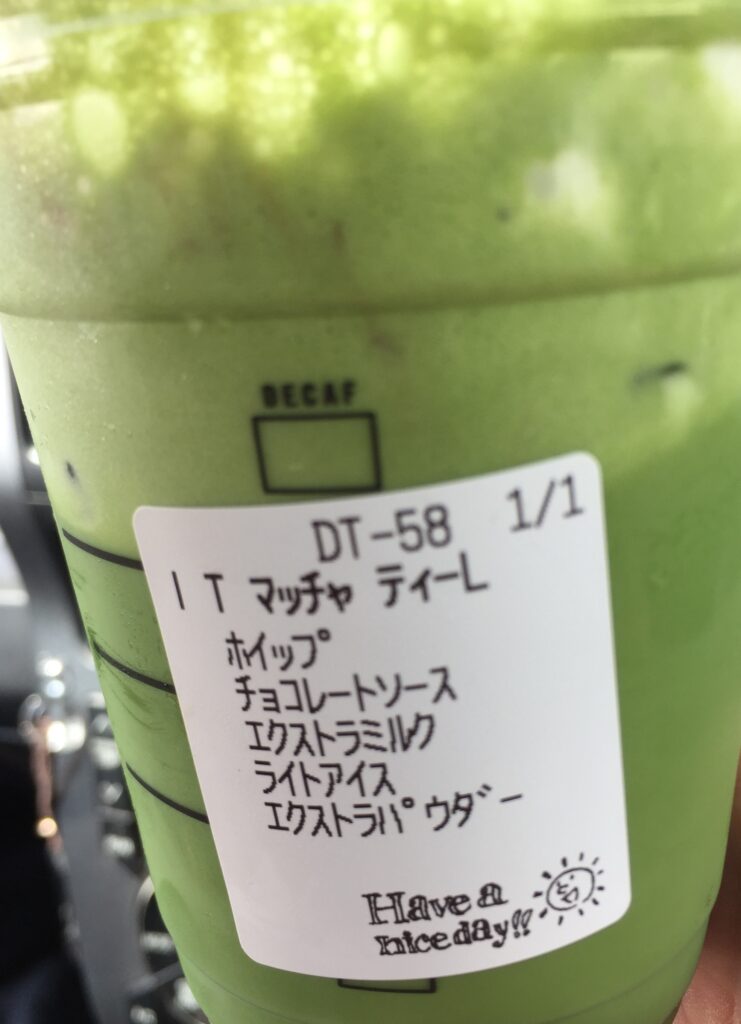 DECAF
DT-58 1/1
I T マッチャ ティーL
ホイップ
チョコレートソース
エクストラミルク
ライトアイス
エクストラパウダー
Have a
nice day!!